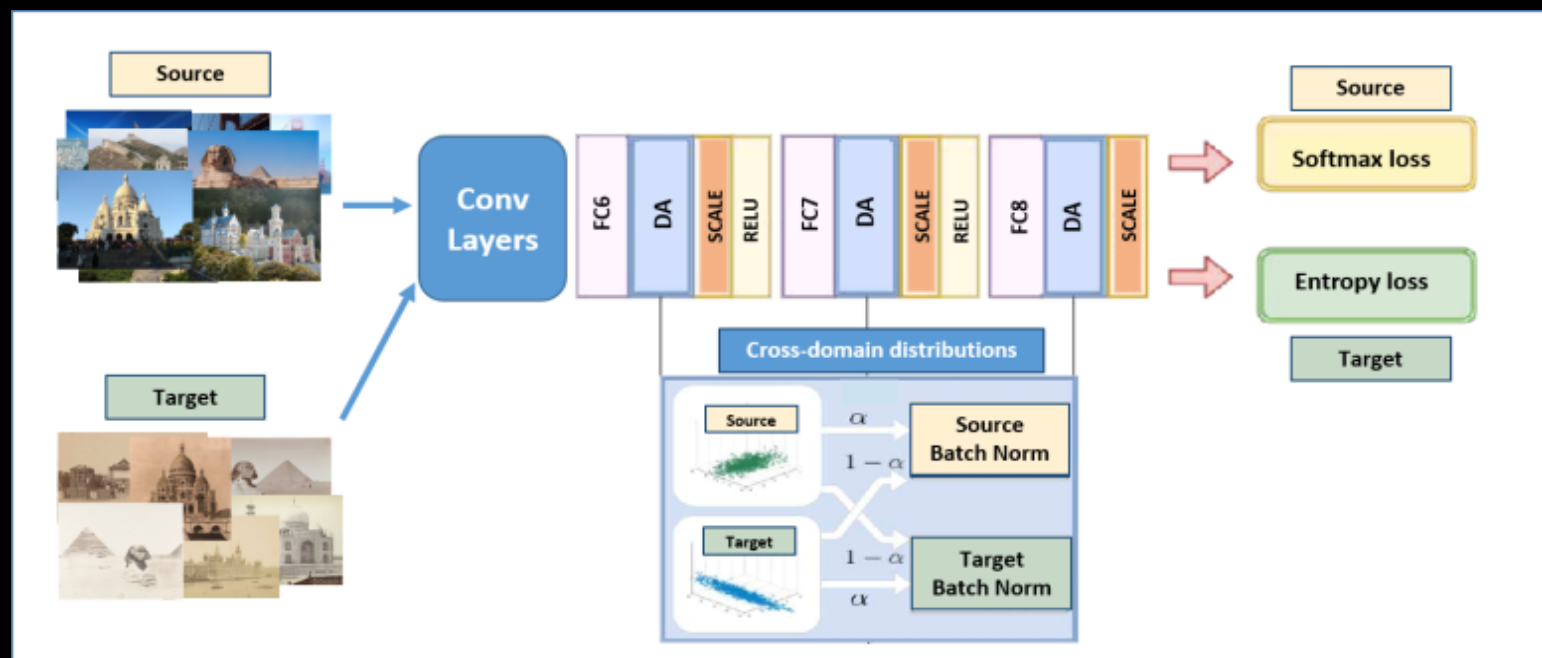 Source
Target
Conv
Layers
FC6
DA
SCALE
RELU
FC7
DA
SCALE
RELU
FC8
DA
SCALE
Source
Softmax loss
Entropy loss
Target
Cross-domain distributions
Source
α
Source
Batch Norm
1 − α
Target
1 − α
α
Target
Batch Norm